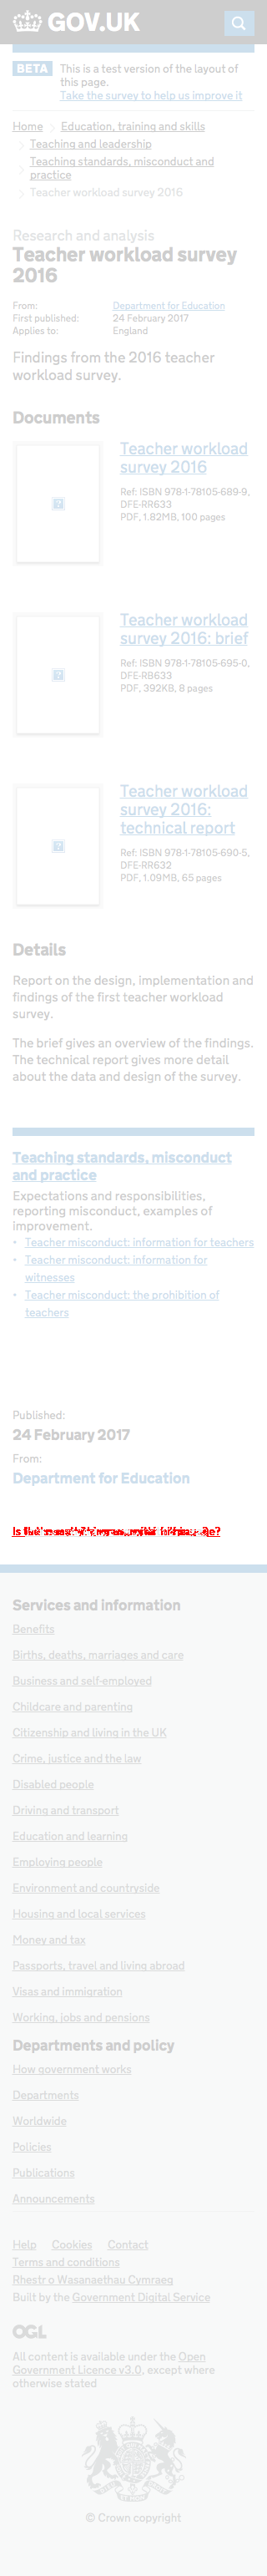 GOV.UK
BETA
This is a test version of the layout of
this page.
Take the survey to help us improve it
Home
Education, training and skills
Teaching and leadership
Teaching standards, misconduct and
practice
Teacher workload survey 2016
Research and analysis
Teacher workload survey
2016
From:
Department for Education
First published:
24 February 2017
Applies to:
England
Findings from the 2016 teacher
workload survey.
Documents
Teacher workload
survey 2016
Ref: ISBN 978-1-78105-689-9,
DFE-RR633
PDF, 1.82MB, 100 pages
Teacher workload
survey 2016: brief
Ref: ISBN 978-1-78105-695-0,
DFE-RB633
PDF, 392KB, 8 pages
Teacher workload
survey 2016:
technical report
Ref: ISBN 978-1-78105-690-5,
DFE-RR632
PDF, 1.09MB, 65 pages
Details
Report on the design, implementation and
findings of the first teacher workload
survey.
The brief gives an overview of the findings.
The technical report gives more detail
about the data and design of the survey.
Teaching standards, misconduct
and practice
Expectations and responsibilities,
reporting misconduct, examples of
improvement.
• Teacher misconduct: information for teachers
• Teacher misconduct: information for
witnesses
• Teacher misconduct: the prohibition of
teachers
Published:
24 February 2017
From:
Department for Education
Services and information
Benefits
Births, deaths, marriages and care
Business and self-employed
Childcare and parenting
Citizenship and living in the UK
Crime, justice and the law
Disabled people
Driving and transport
Education and learning
Employing people
Environment and countryside
Housing and local services
Money and tax
Passports, travel and living abroad
Visas and immigration
Working, jobs and pensions
Departments and policy
How government works
Departments
Worldwide
Policies
Publications
Announcements
Help Cookies Contact
Terms and conditions
Rhestr o Wasanaethau Cymraeg
Built by the Government Digital Service
OGL
All content is available under the Open
Government Licence v3.0, except where
otherwise stated
© Crown copyright